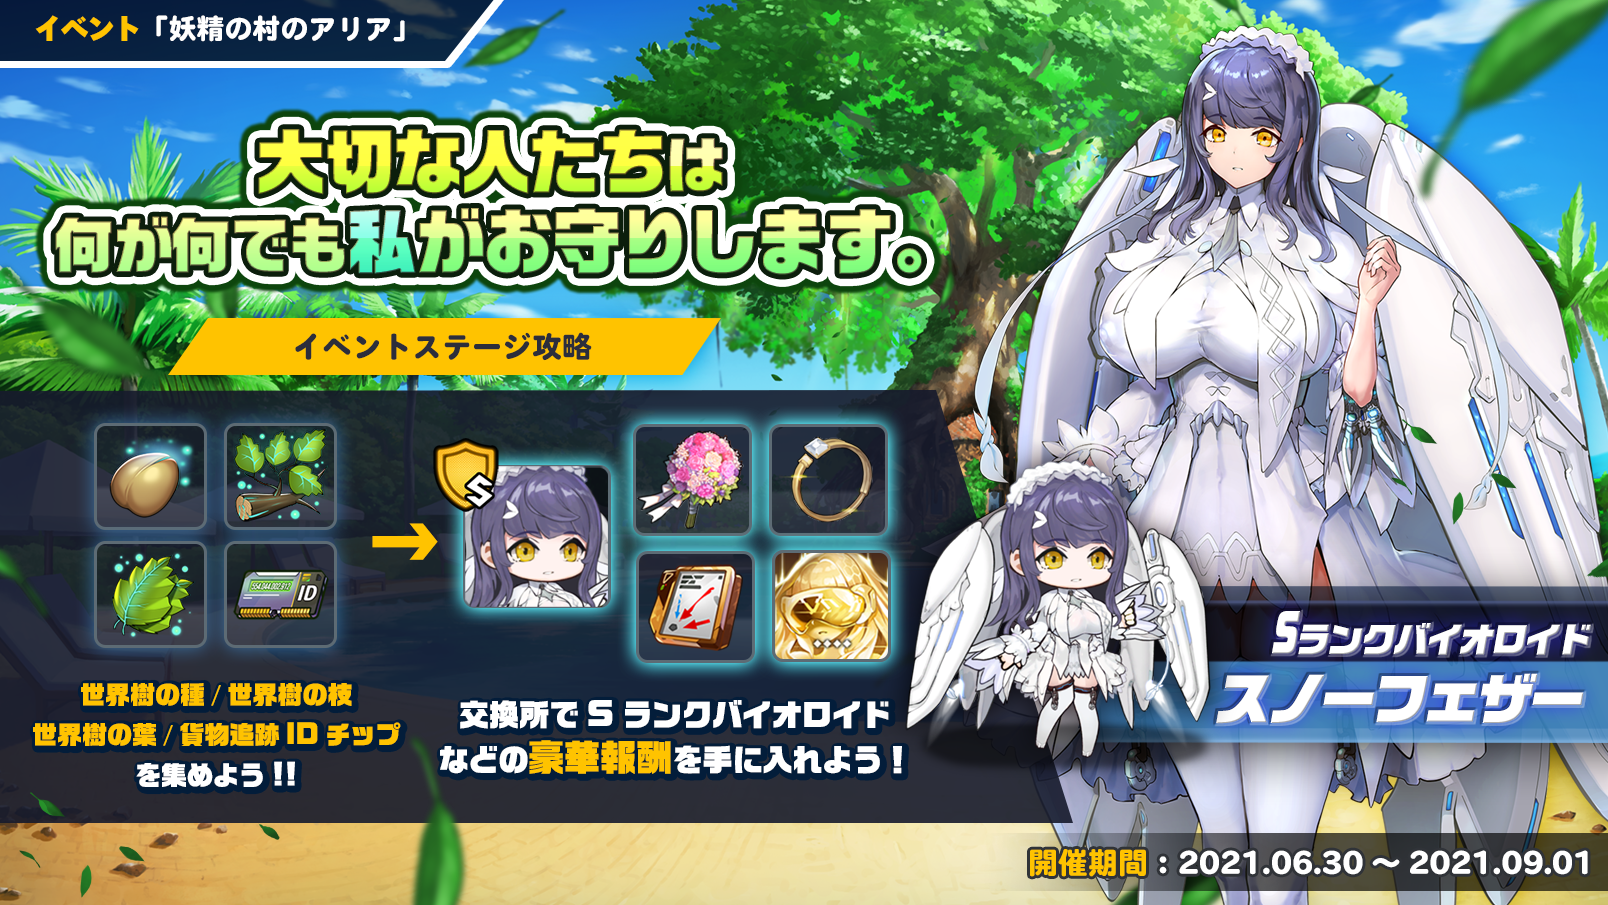 イベント「妖精の村のアリア」
大切な人たちは
何が何でも私がお守りします。
イベントステージ攻略
S
ID
世界樹の種 / 世界樹の枝
世界樹の葉 / 貨物追跡 ID チップ
を集めよう !!
交換所で S ランクバイオロイド
などの豪華報酬を手に入れよう！
Sランクバイオロイド
スノーフェザー
開催期間：2021.06.30 ～ 2021.09.01